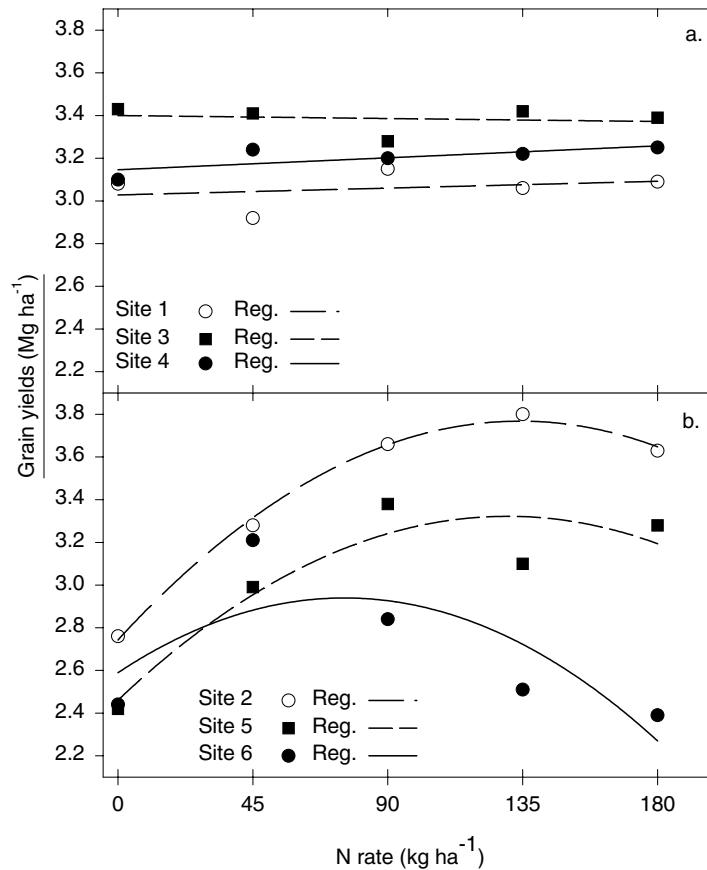 a.
3.8
3.6
3.4
3.2
3.0
2.8
2.6
2.4
2.2
Site 1 Reg.
Site 3 Reg.
Site 4 Reg.
Grain yields (Mg ha-1)
b.
3.8
3.6
3.4
3.2
3.0
2.8
2.6
2.4
2.2
Site 2 Reg.
Site 5 Reg.
Site 6 Reg.
0 45 90 135 180
N rate (kg ha-1)